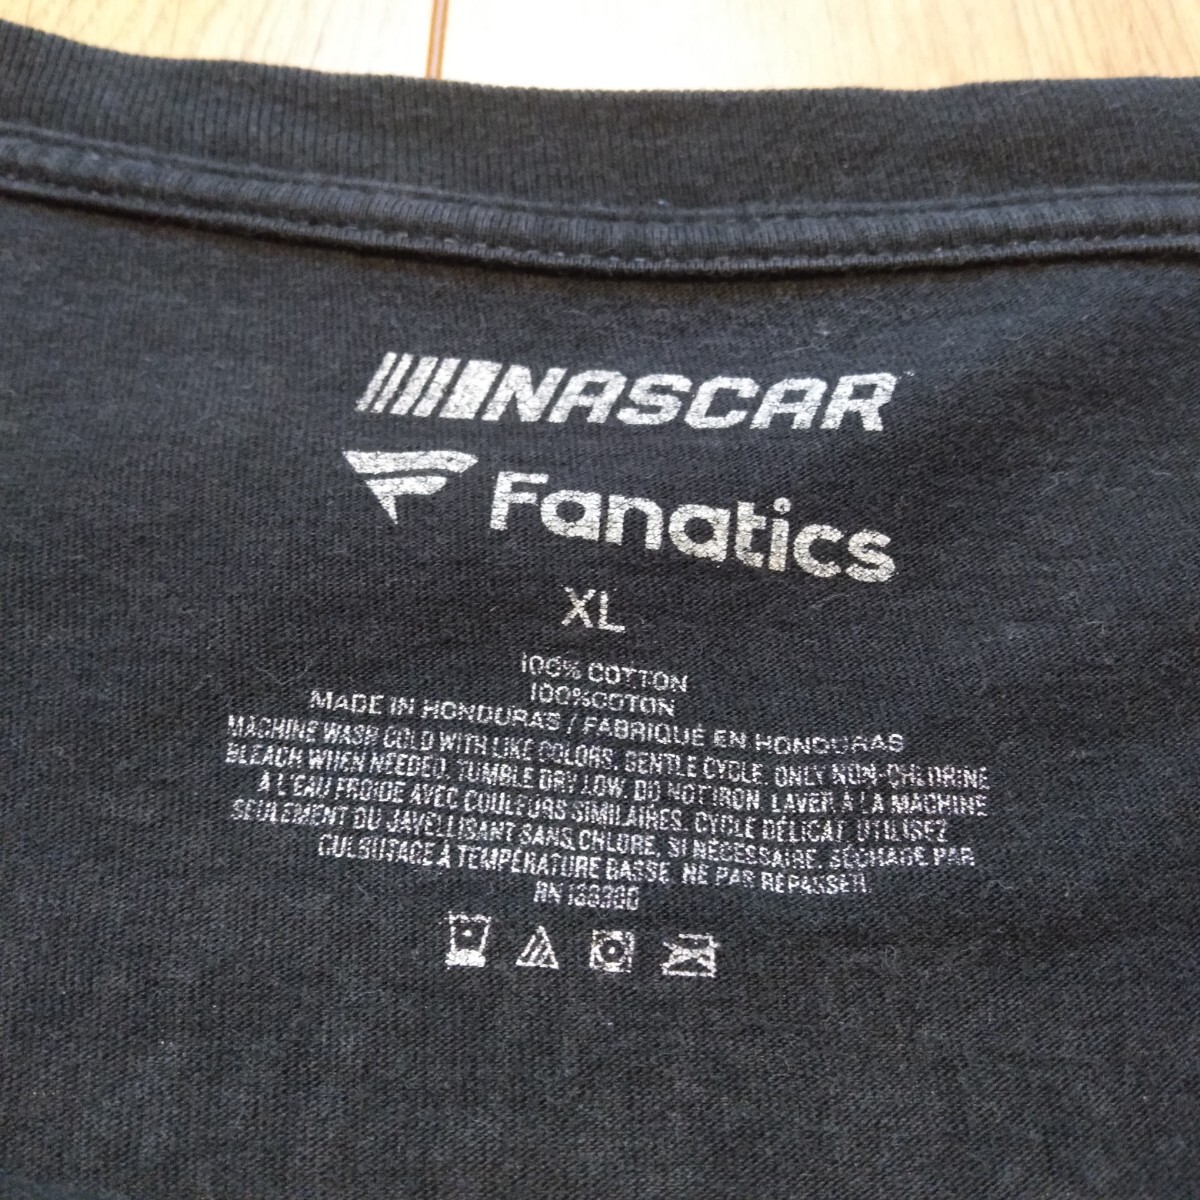 NASCAR
Fanatics
XL
100% COTTON
100%COTON
MADE IN HONDURAS / FABRIQUÉ EN HONDURAS
MACHINE WASH COLD WITH LIKE COLORS. GENTLE CYCLE. ONLY NON-CHLORINE
BLEACH WHEN NEEDED. TUMBLE DRY LOW. DO NOT IRON. LAVER À LA MACHINE
À L'EAU FROIDE AVEC COULEURS SIMILAIRES. CYCLE DÉLICAT. UTILISEZ
SEULEMENT DU JAVELLISANT SANS CHLORE, SI NÉCESSAIRE. SÉCHAGE PAR
CULBUTAGE À TEMPÉRATURE BASSE. NE PAS REPASSER.
RN